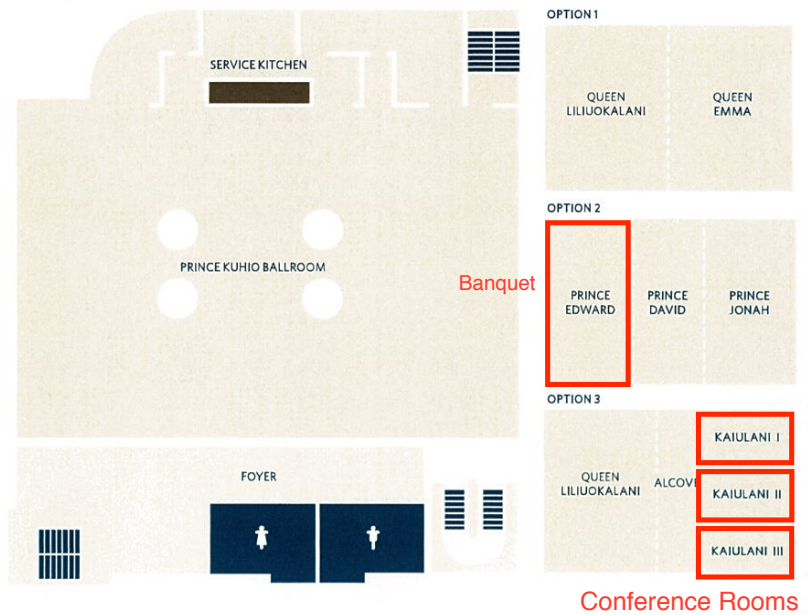 OPTION 1
SERVICE KITCHEN
QUEEN
LILIUOKALANI
QUEEN
EMMA
OPTION 2
PRINCE KUHIO BALLROOM
Banquet
PRINCE
EDWARD
PRINCE
DAVID
PRINCE
JONAH
OPTION 3
FOYER
QUEEN
LILIUOKALANI
ALCOV
KAIULANI I
KAIULANI II
KAIULANI III
Conference Rooms